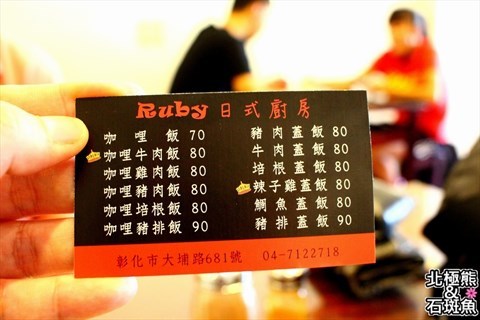 Ruby 日式廚房
咖哩飯 70
咖哩牛肉飯 80
咖哩雞肉飯 80
咖哩豬肉飯 80
咖哩培根飯 80
咖哩豬排飯 90
豬肉蓋飯 80
牛肉蓋飯 80
培根蓋飯 80
辣子雞蓋飯 80
鯛魚蓋飯 80
豬排蓋飯 90
彰化市大埔路681號 04-7122718
北極熊
&
石斑魚